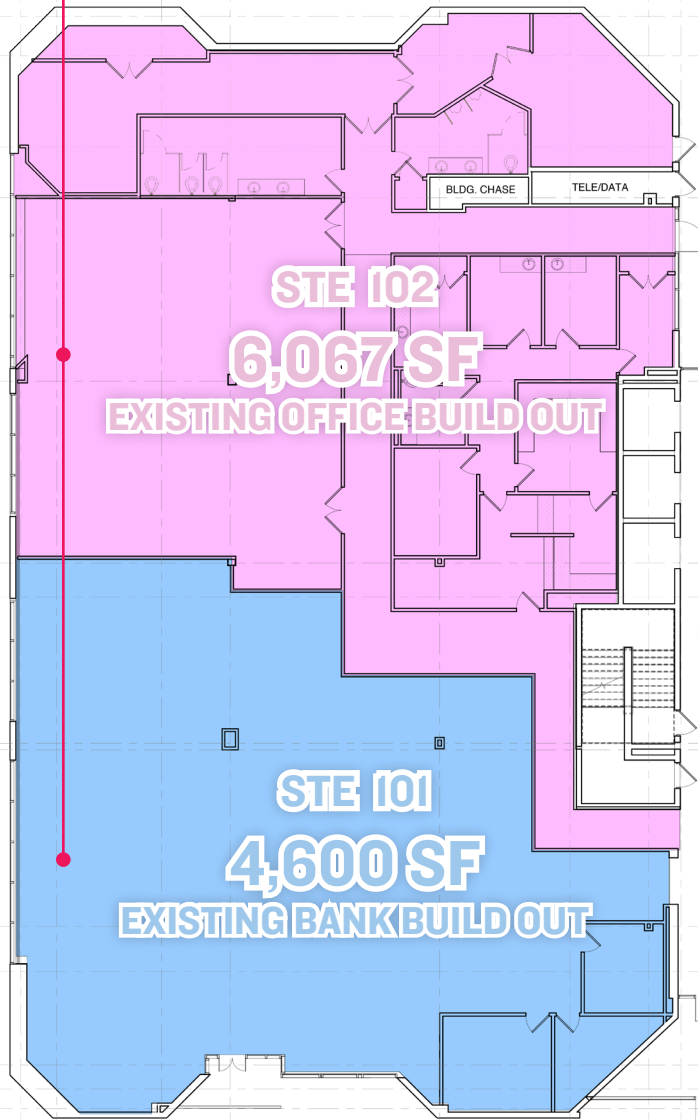 BLDG. CHASE
TELE/DATA
STE 102
6,067 SF
EXISTING OFFICE BUILD OUT
STE 101
4,600 SF
EXISTING BANK BUILD OUT